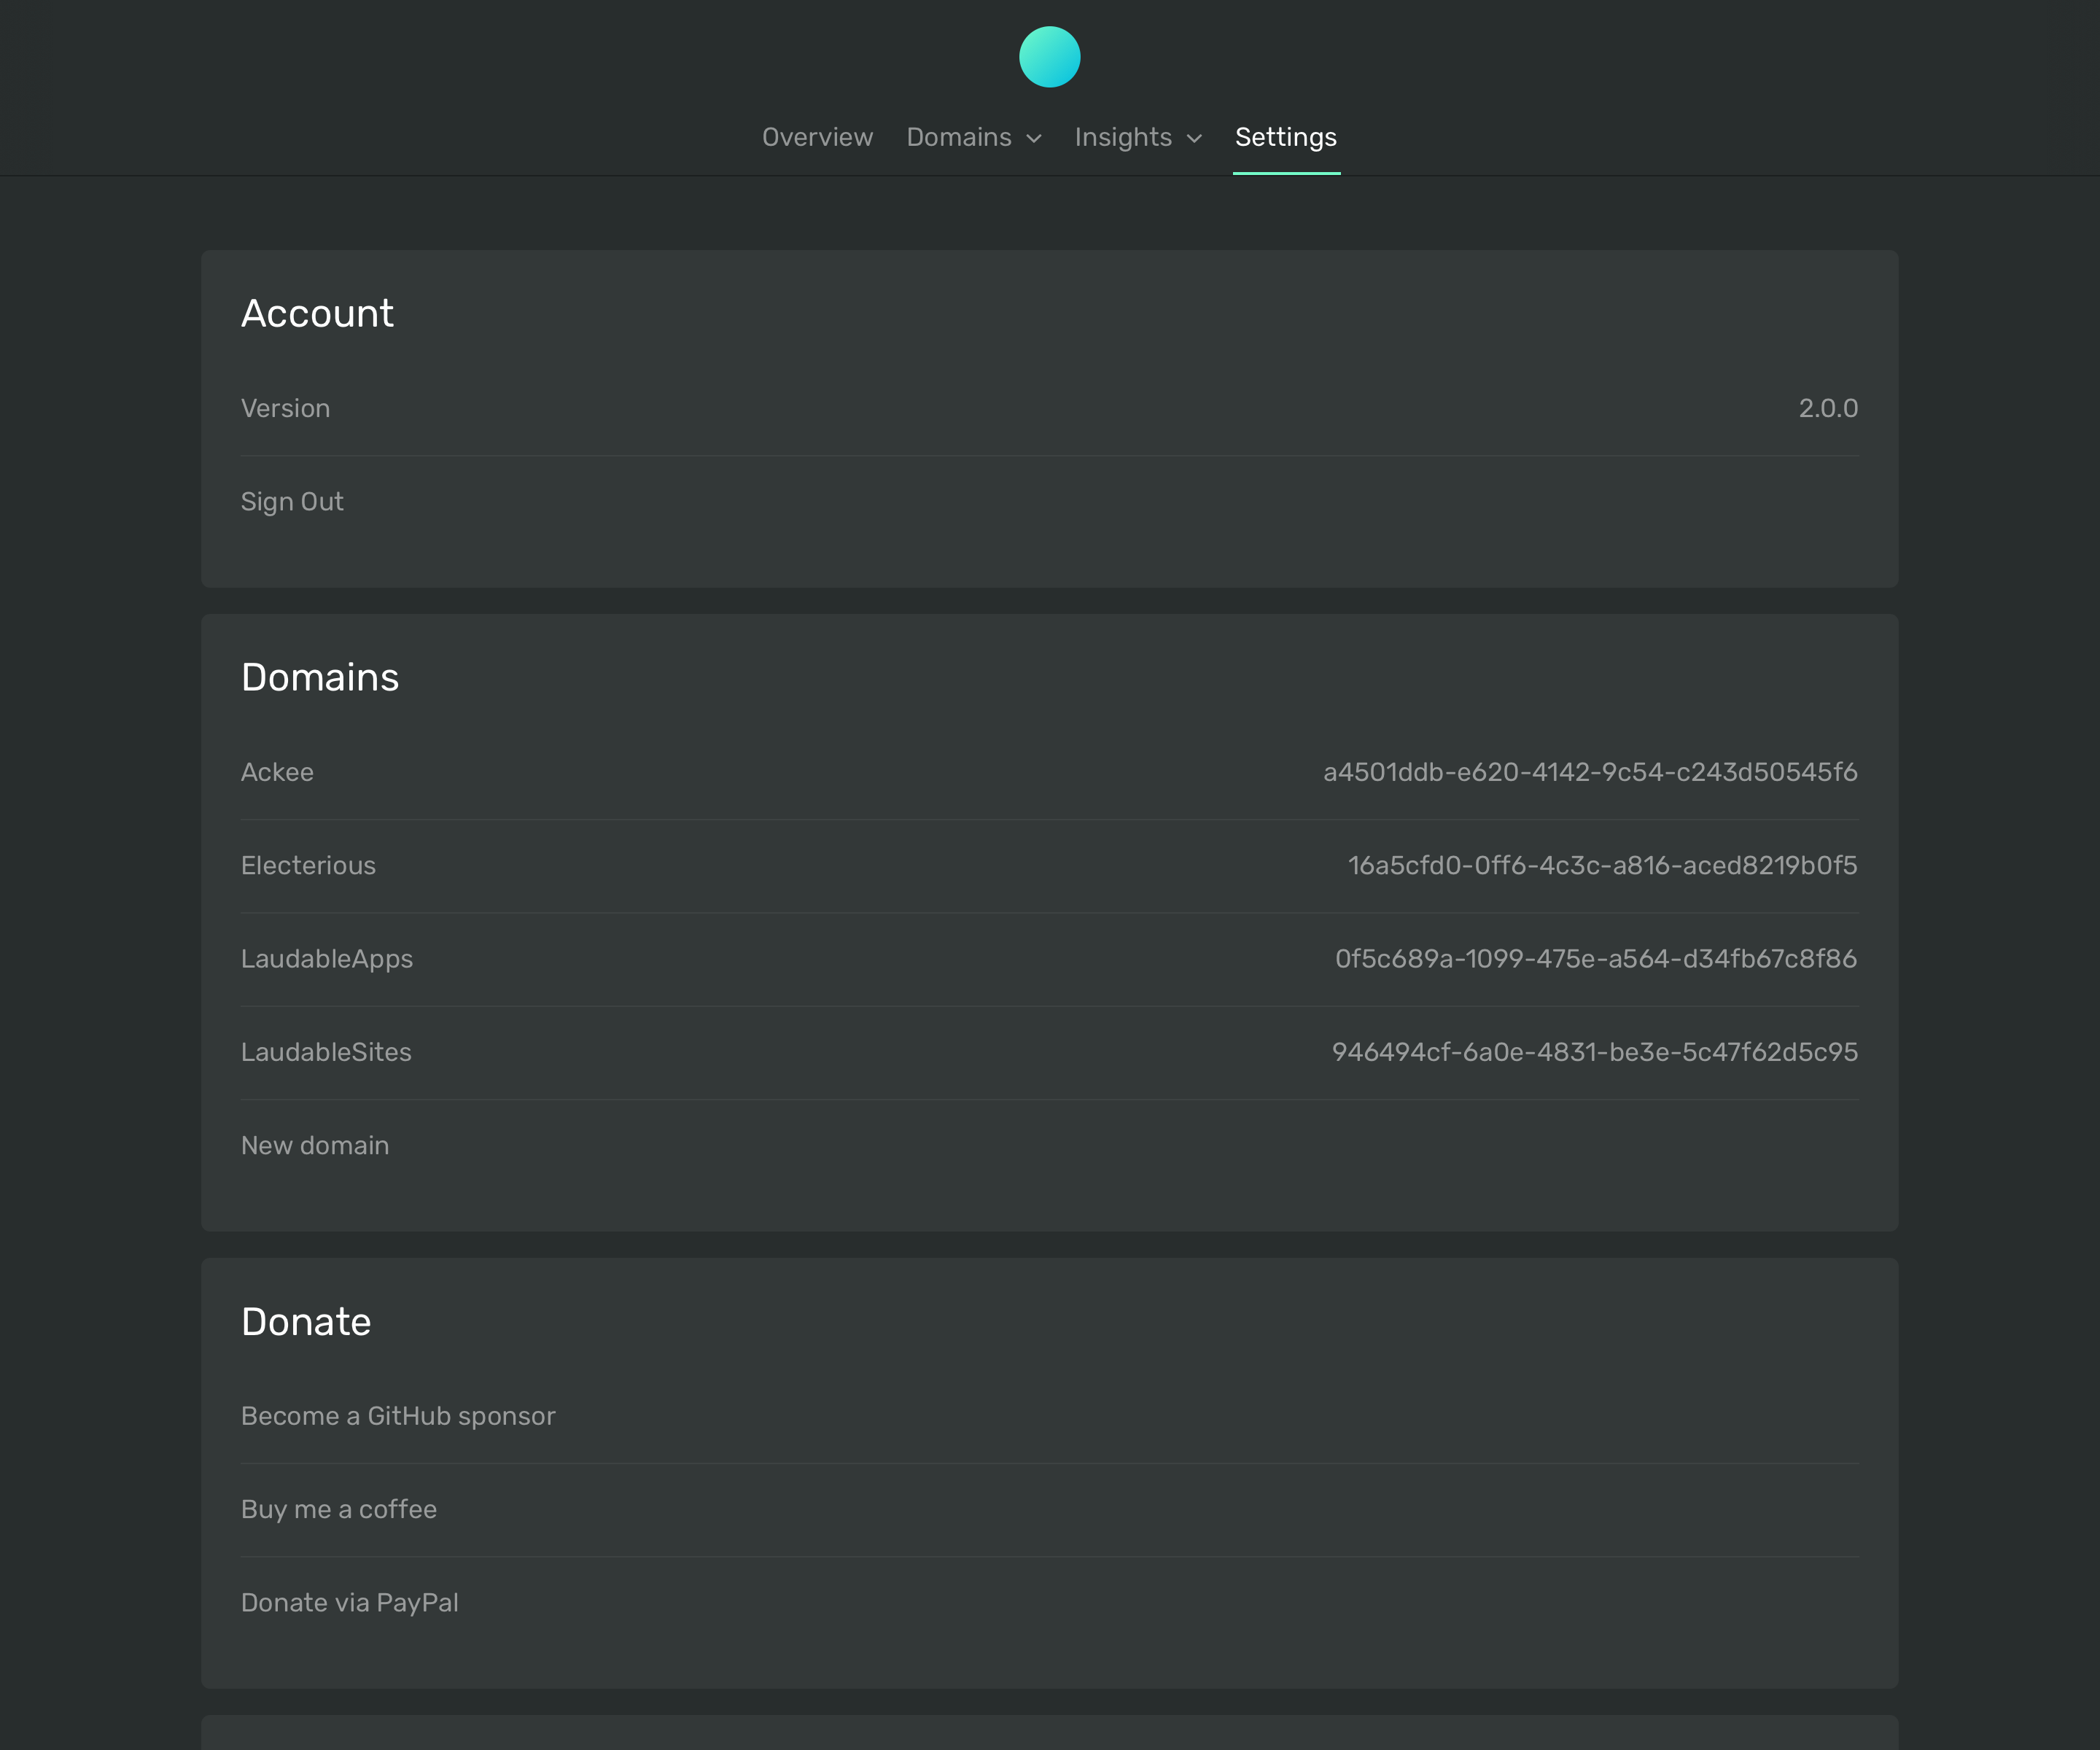 Overview Domains Insights Settings
Account
Version 2.0.0
Sign Out
Domains
Ackee a4501ddb-e620-4142-9c54-c243d50545f6
Electerious 16a5cfd0-0ff6-4c3c-a816-aced8219b0f5
LaudableApps 0f5c689a-1099-475e-a564-d34fb67c8f86
LaudableSites 946494cf-6a0e-4831-be3e-5c47f62d5c95
New domain
Donate
Become a GitHub sponsor
Buy me a coffee
Donate via PayPal